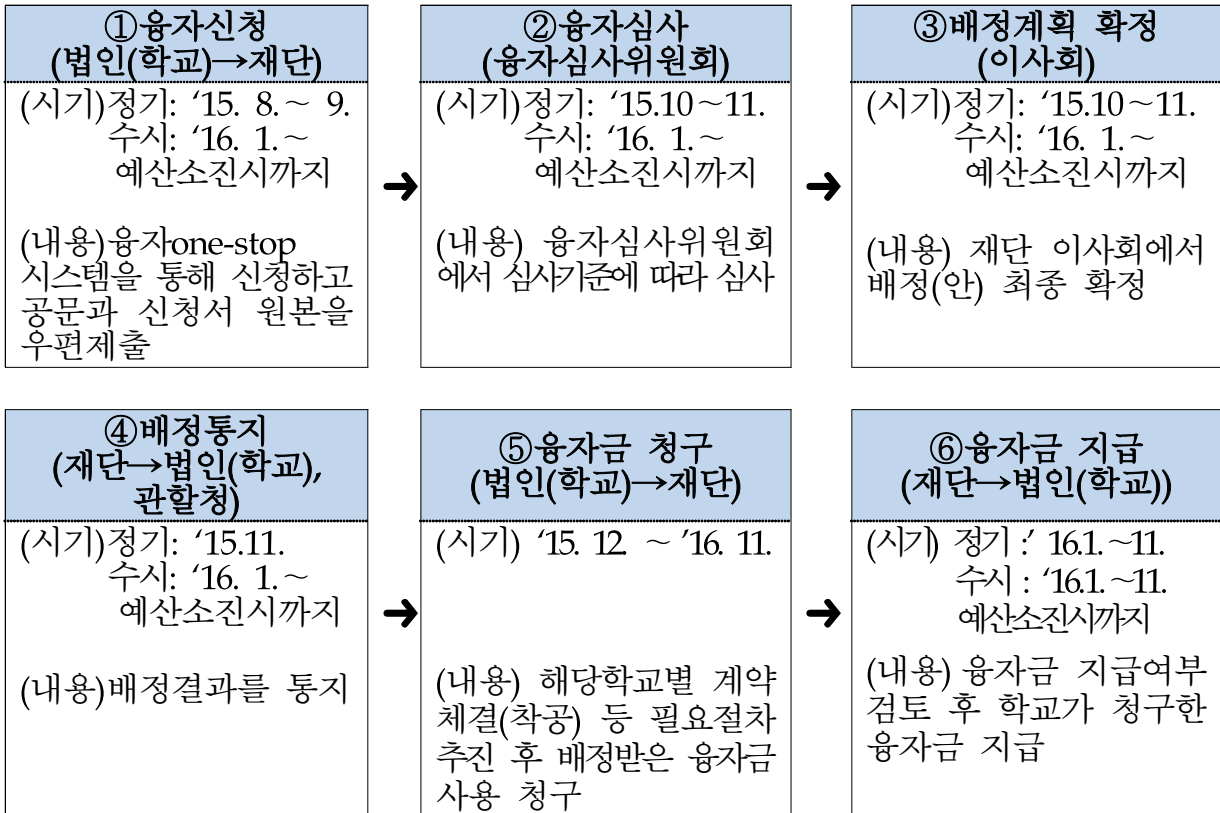 ①융자신청
(법인(학교)→재단)
(시기)정기: ‘15. 8.～ 9.
수시: ‘16. 1.～
예산소진시까지
(내용)융자one-stop
시스템을 통해 신청하고
공문과 신청서 원본을
우편제출
➜
②융자심사
(융자심사위원회)
(시기)정기: ‘15.10～11.
수시: ‘16. 1.～
예산소진시까지
(내용) 융자심사위원회
에서 심사기준에 따라 심사
➜
③배정계획 확정
(이사회)
(시기)정기: ‘15.10～11.
수시: ‘16. 1.～
예산소진시까지
(내용) 재단 이사회에서
배정(안) 최종 확정
④배정통지
(재단→법인(학교),
관할청)
(시기)정기: ‘15.11.
수시: ‘16. 1.～
예산소진시까지
(내용)배정결과를 통지
➜
⑤융자금 청구
(법인(학교)→재단)
(시기) ‘15. 12. ～ ’16. 11.
(내용) 해당학교별 계약
체결(착공) 등 필요절차
추진 후 배정받은 융자금
사용 청구
➜
⑥융자금 지급
(재단→법인(학교))
(시기) 정기 :’ 16.1.～11.
수시 : ‘16.1.～11.
예산소진시까지
(내용) 융자금 지급여부
검토 후 학교가 청구한
융자금 지급